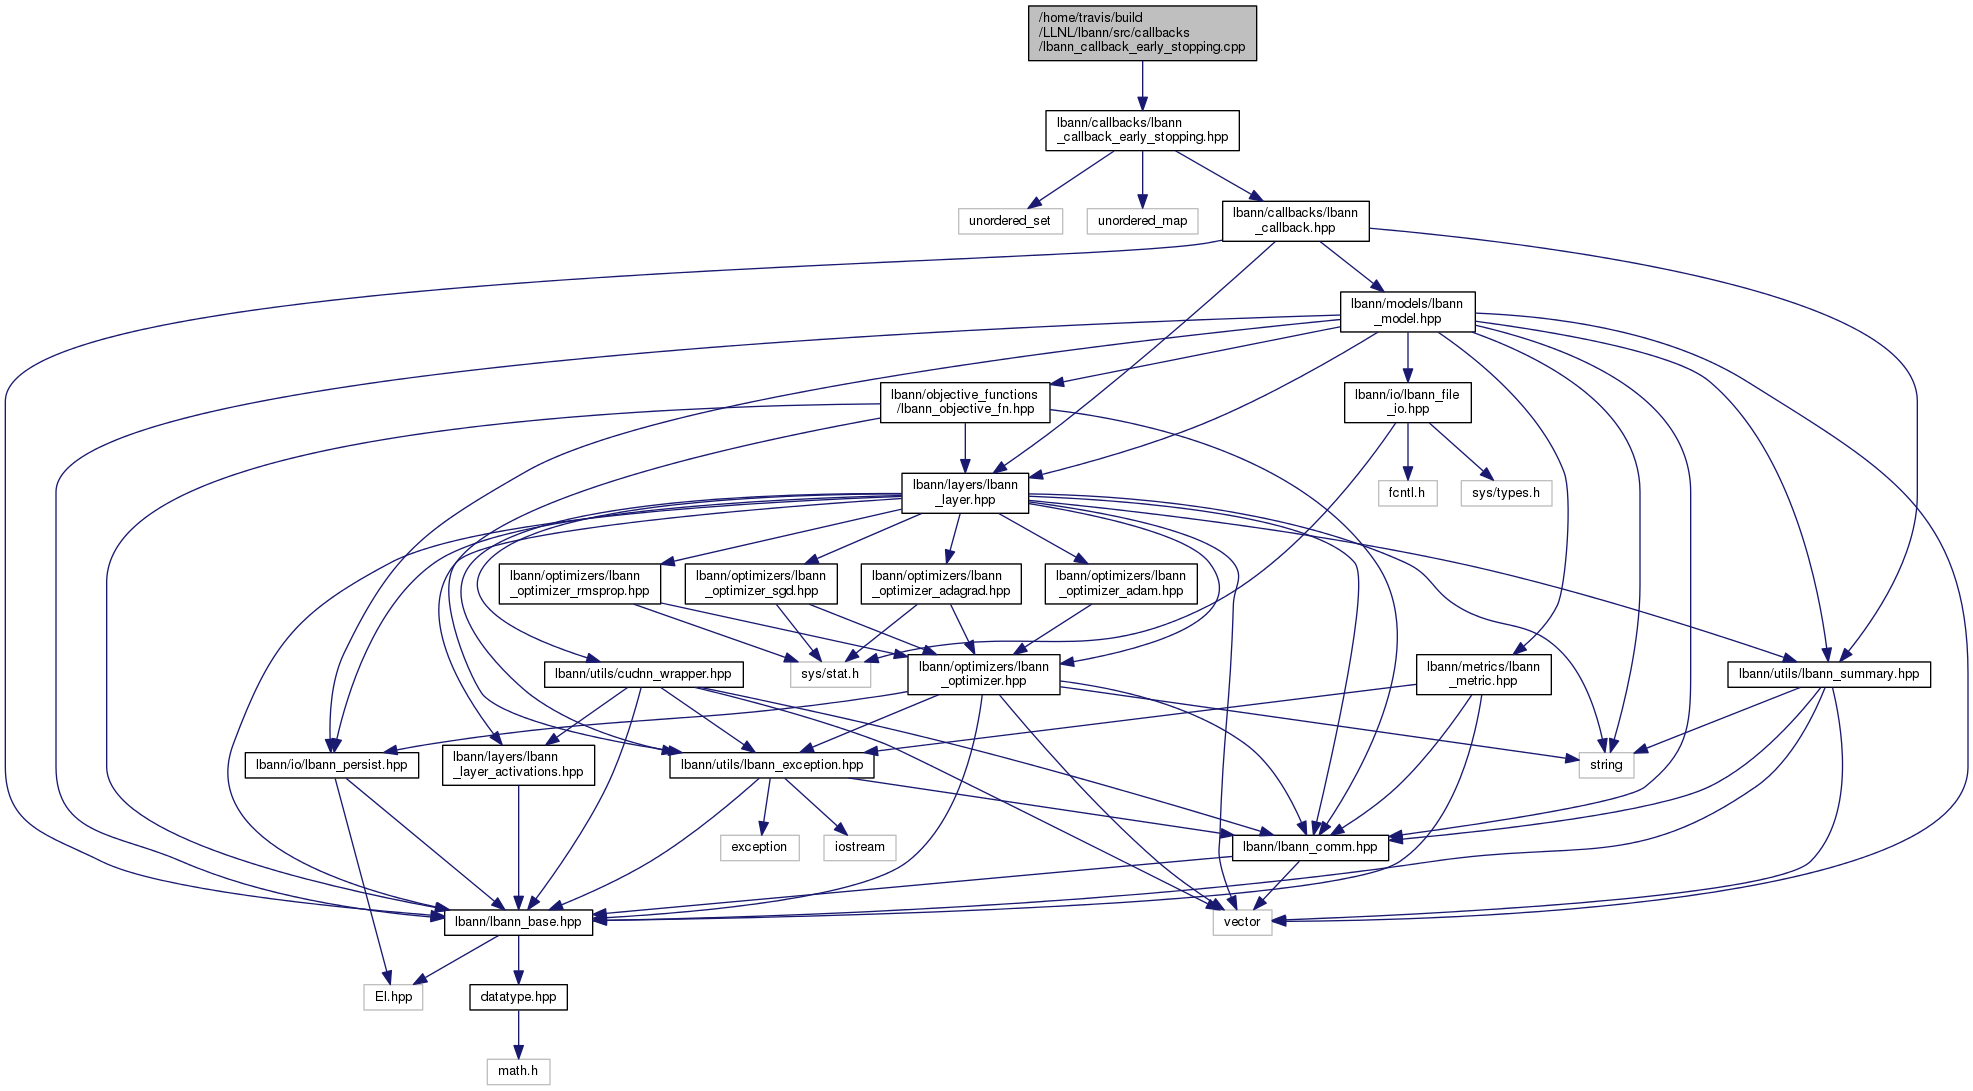 /home/travis/build
/LLNL/lbann/src/callbacks
/lbann_callback_early_stopping.cpp
lbann/callbacks/lbann
_callback_early_stopping.hpp
unordered_set
unordered_map
lbann/callbacks/lbann
_callback.hpp
lbann/models/lbann
_model.hpp
lbann/objective_functions
/lbann_objective_fn.hpp
lbann/io/lbann_file
_io.hpp
lbann/layers/lbann
_layer.hpp
fcntl.h
sys/types.h
lbann/optimizers/lbann
_optimizer_rmsprop.hpp
lbann/optimizers/lbann
_optimizer_sgd.hpp
lbann/optimizers/lbann
_optimizer_adagrad.hpp
lbann/optimizers/lbann
_optimizer_adam.hpp
lbann/utils/cudnn_wrapper.hpp
sys/stat.h
lbann/optimizers/lbann
_optimizer.hpp
lbann/metrics/lbann
_metric.hpp
lbann/utils/lbann_summary.hpp
lbann/io/lbann_persist.hpp
lbann/layers/lbann
_layer_activations.hpp
lbann/utils/lbann_exception.hpp
string
exception
iostream
lbann/lbann_comm.hpp
lbann/lbann_base.hpp
vector
El.hpp
datatype.hpp
math.h